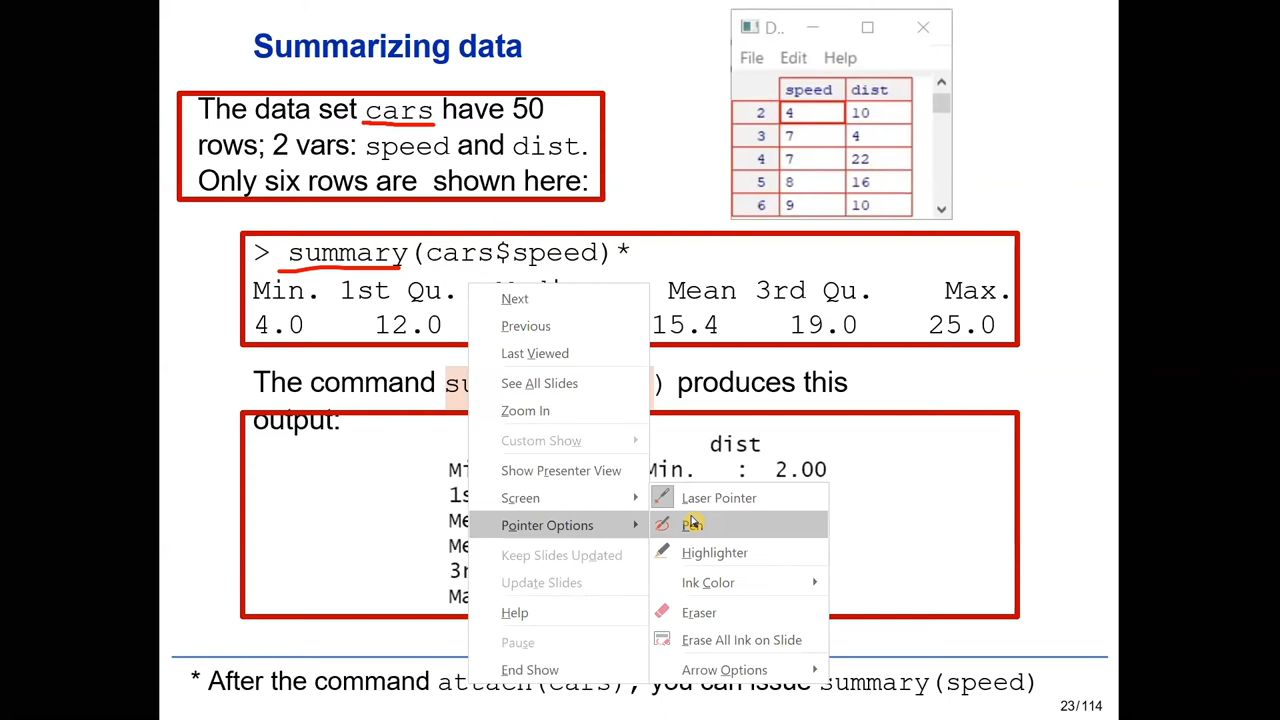 Summarizing data
The data set cars have 50
rows; 2 vars: speed and dist.
Only six rows are shown here:
D..
File Edit Help
speed dist
2 4 10
3 7 4
4 7 22
5 8 16
6 9 10
> summary(cars$speed)*
Min. 1st Qu. Mean 3rd Qu. Max.
4.0 12.0 15.4 19.0 25.0
The command ) produces this
output:
dist
Min. : 2.00
Next
Previous
Last Viewed
See All Slides
Zoom In
Custom Show
Show Presenter View
Screen
Pointer Options
Keep Slides Updated
Update Slides
Help
Pause
End Show
Laser Pointer
Pen
Highlighter
Ink Color
Eraser
Erase All Ink on Slide
Arrow Options
* After the command attach(cars), you can issue summary(speed)
23/114